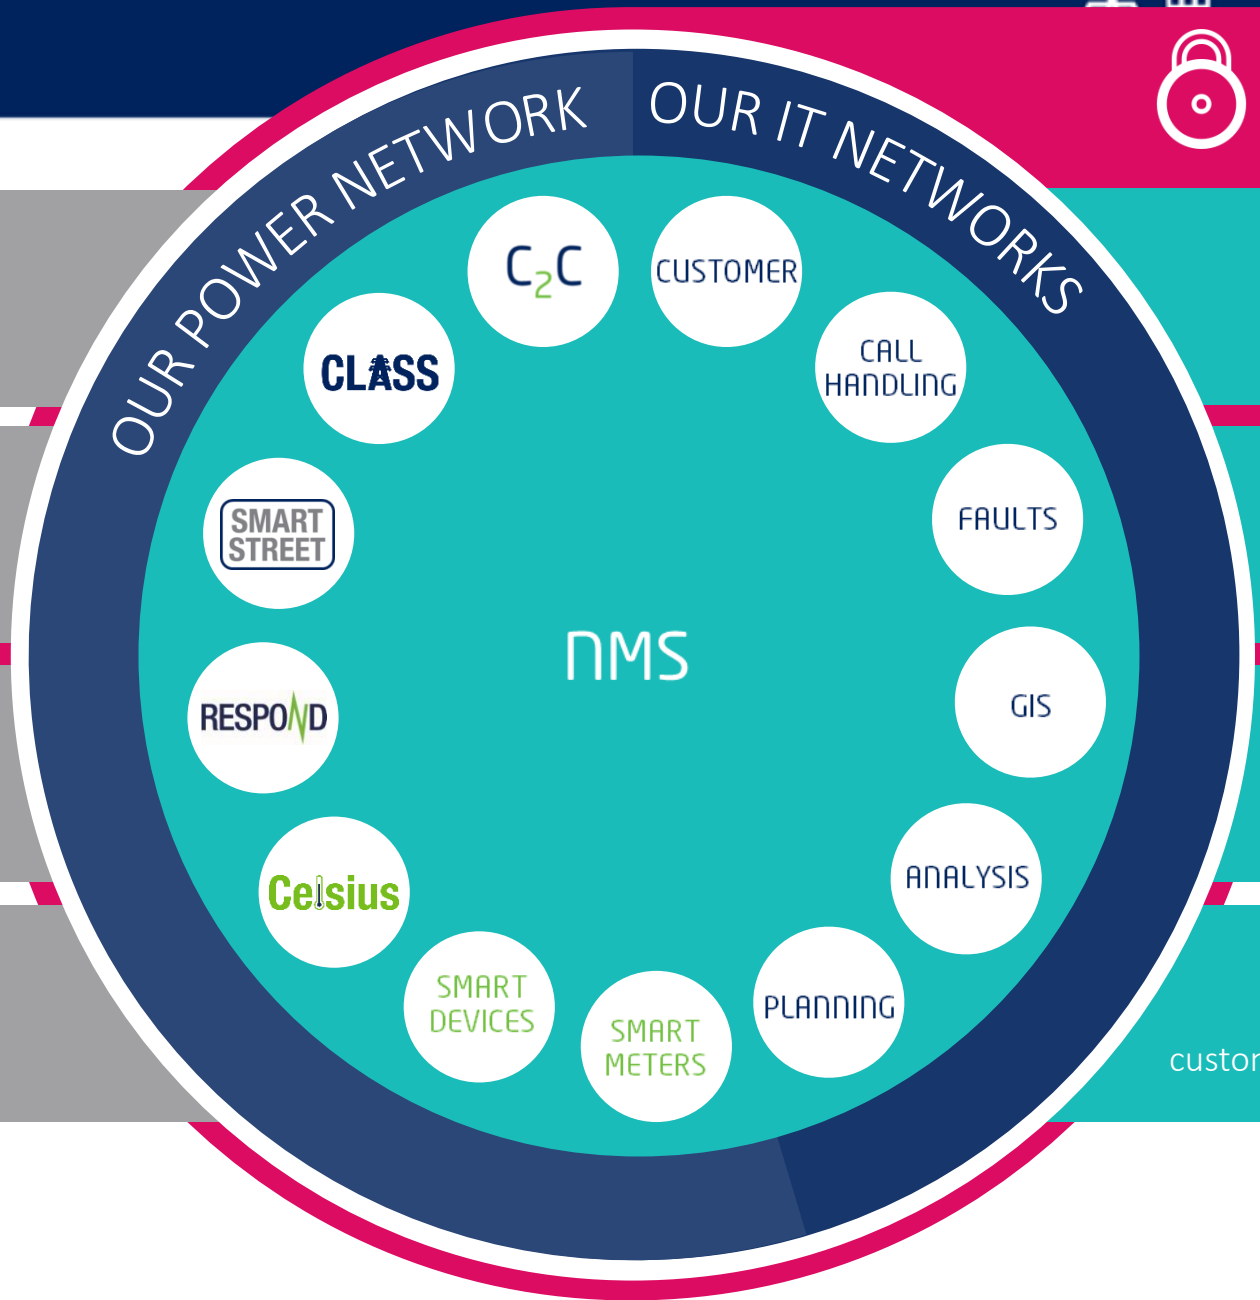 OUR POWER NETWORK
OUR IT NETWORKS
C2C
CUSTOMER
CLASS
CALL
HANDLING
SMART
STREET
FAULTS
NMS
RESPOND
GIS
Celsius
ANALYSIS
SMART
DEVICES
SMART
METERS
PLANNING